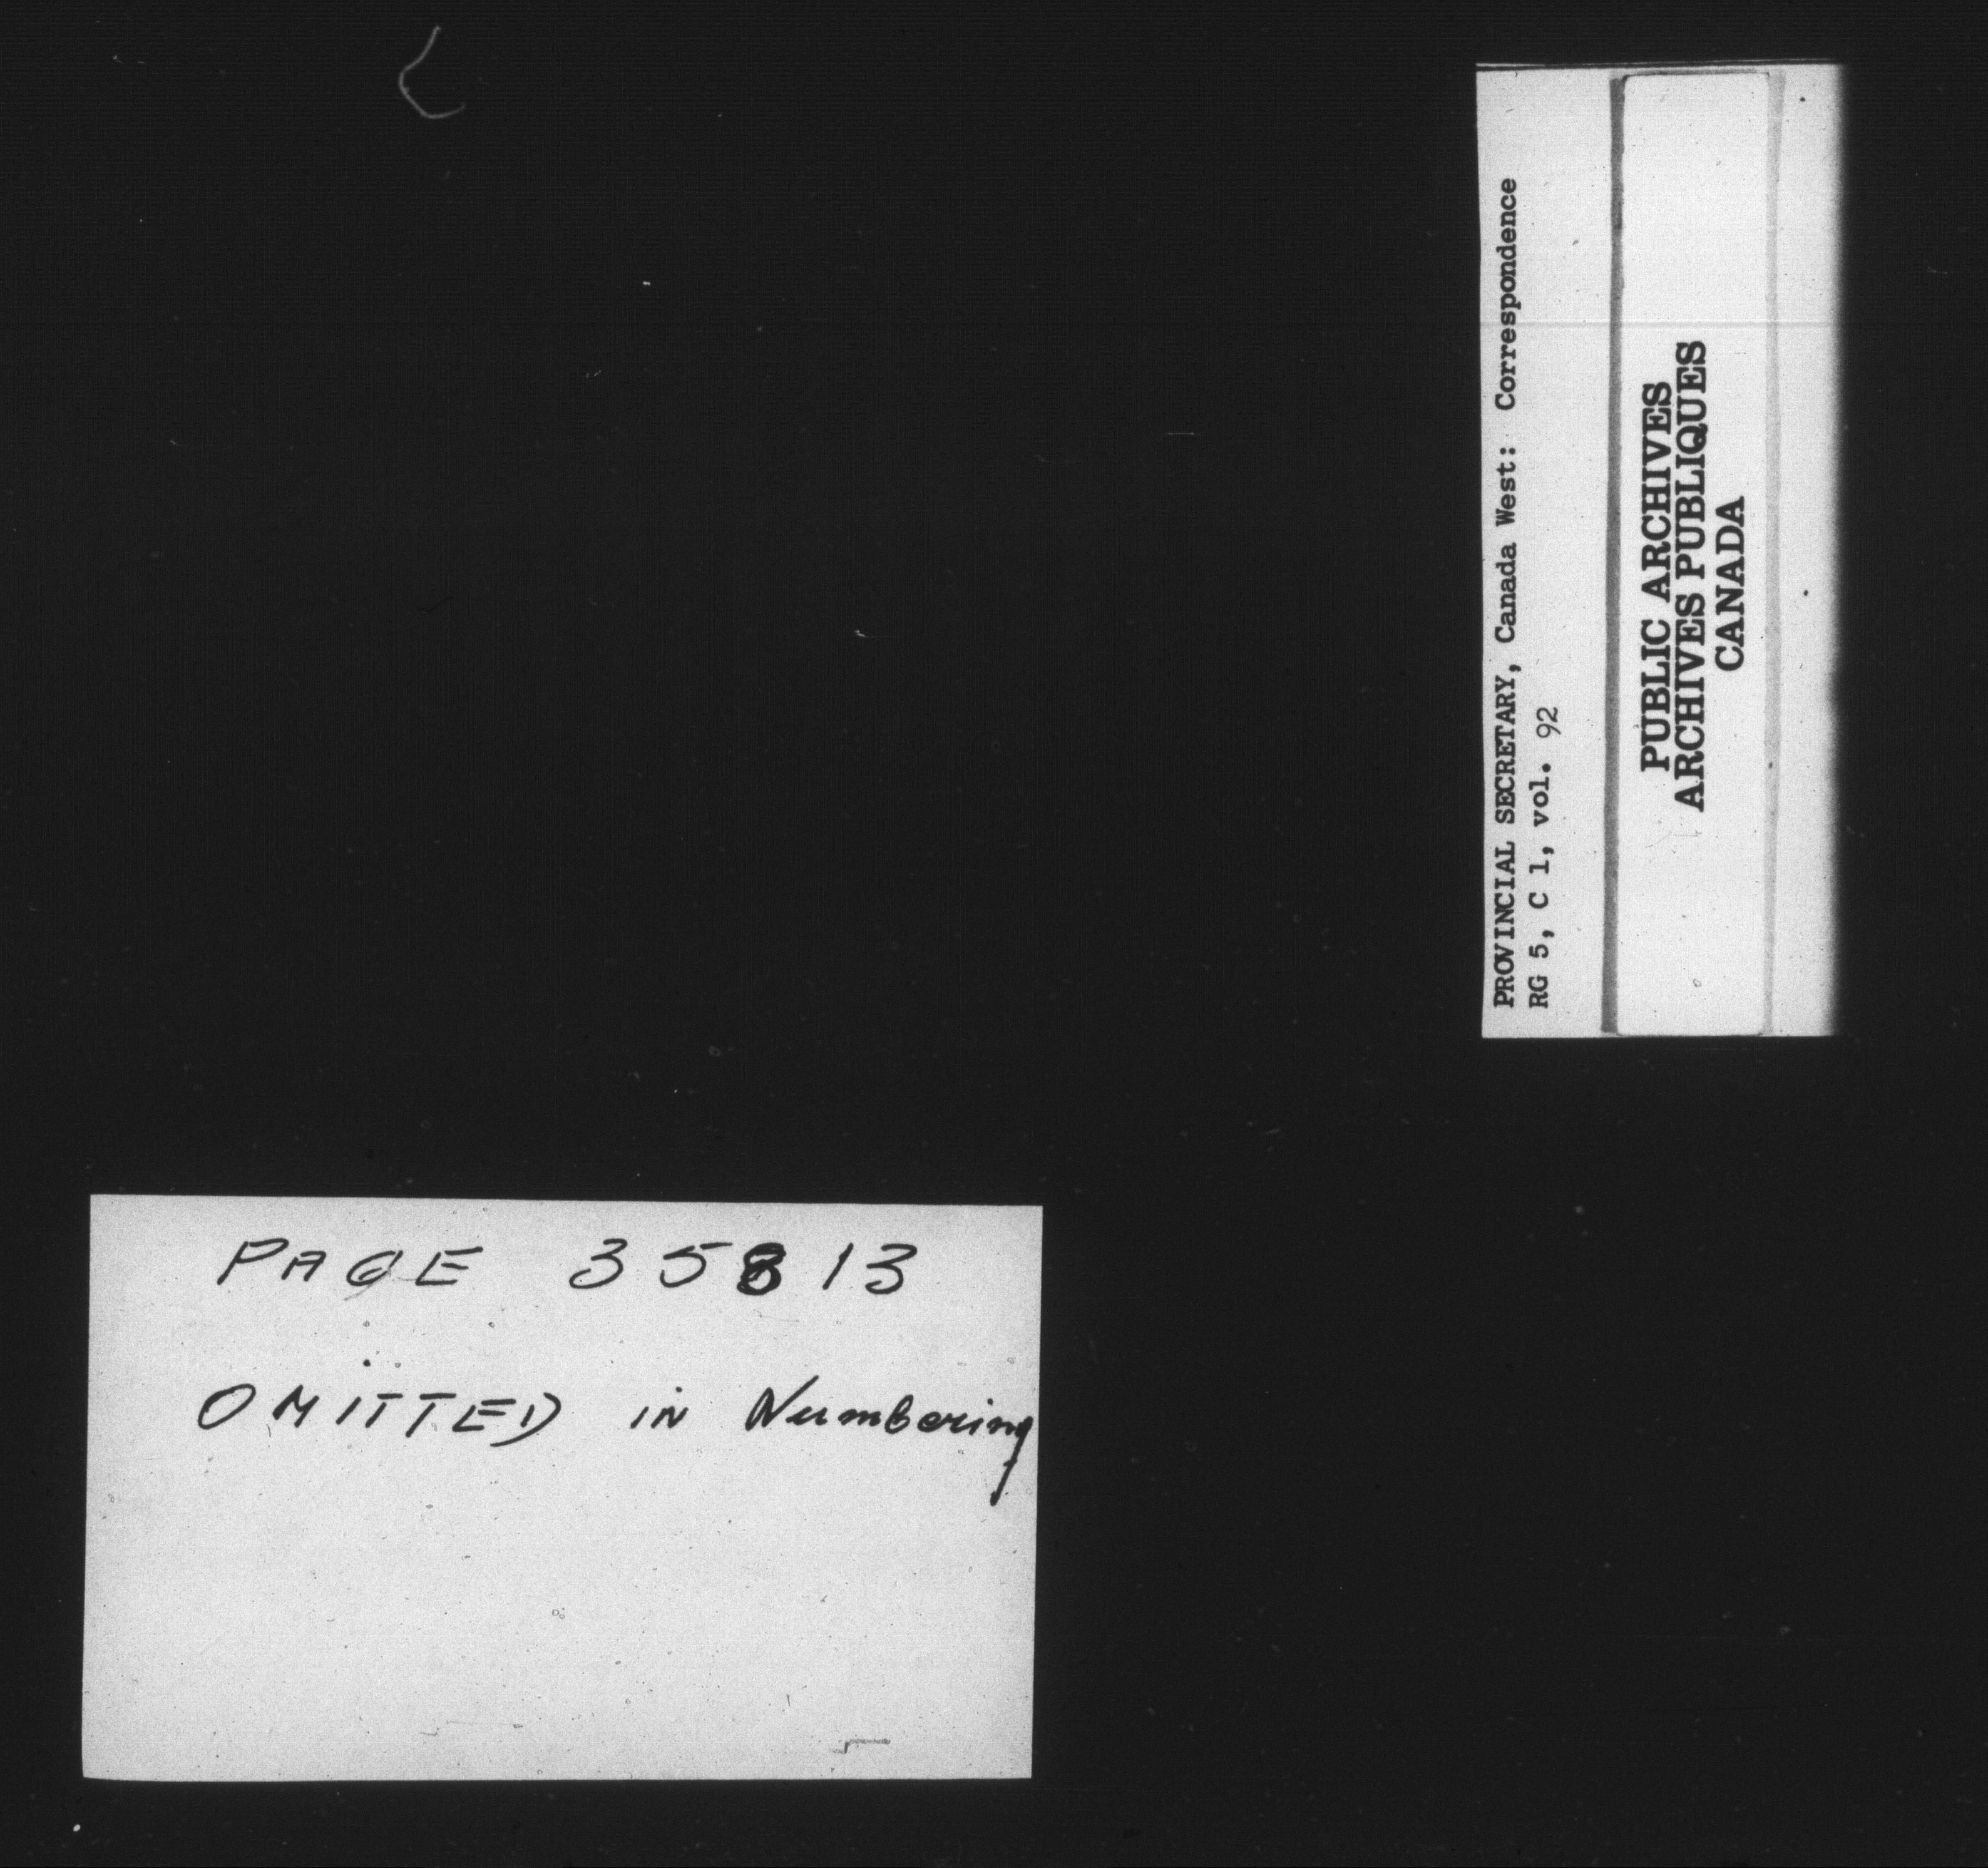 PROVINCIAL SECRETARY, Canada West: Correspondence
RG 5, C 1, vol. 92
PUBLIC ARCHIVES
ARCHIVES PUBLIQUES
CANADA
PAGE 35813
OMITTED in Numbering